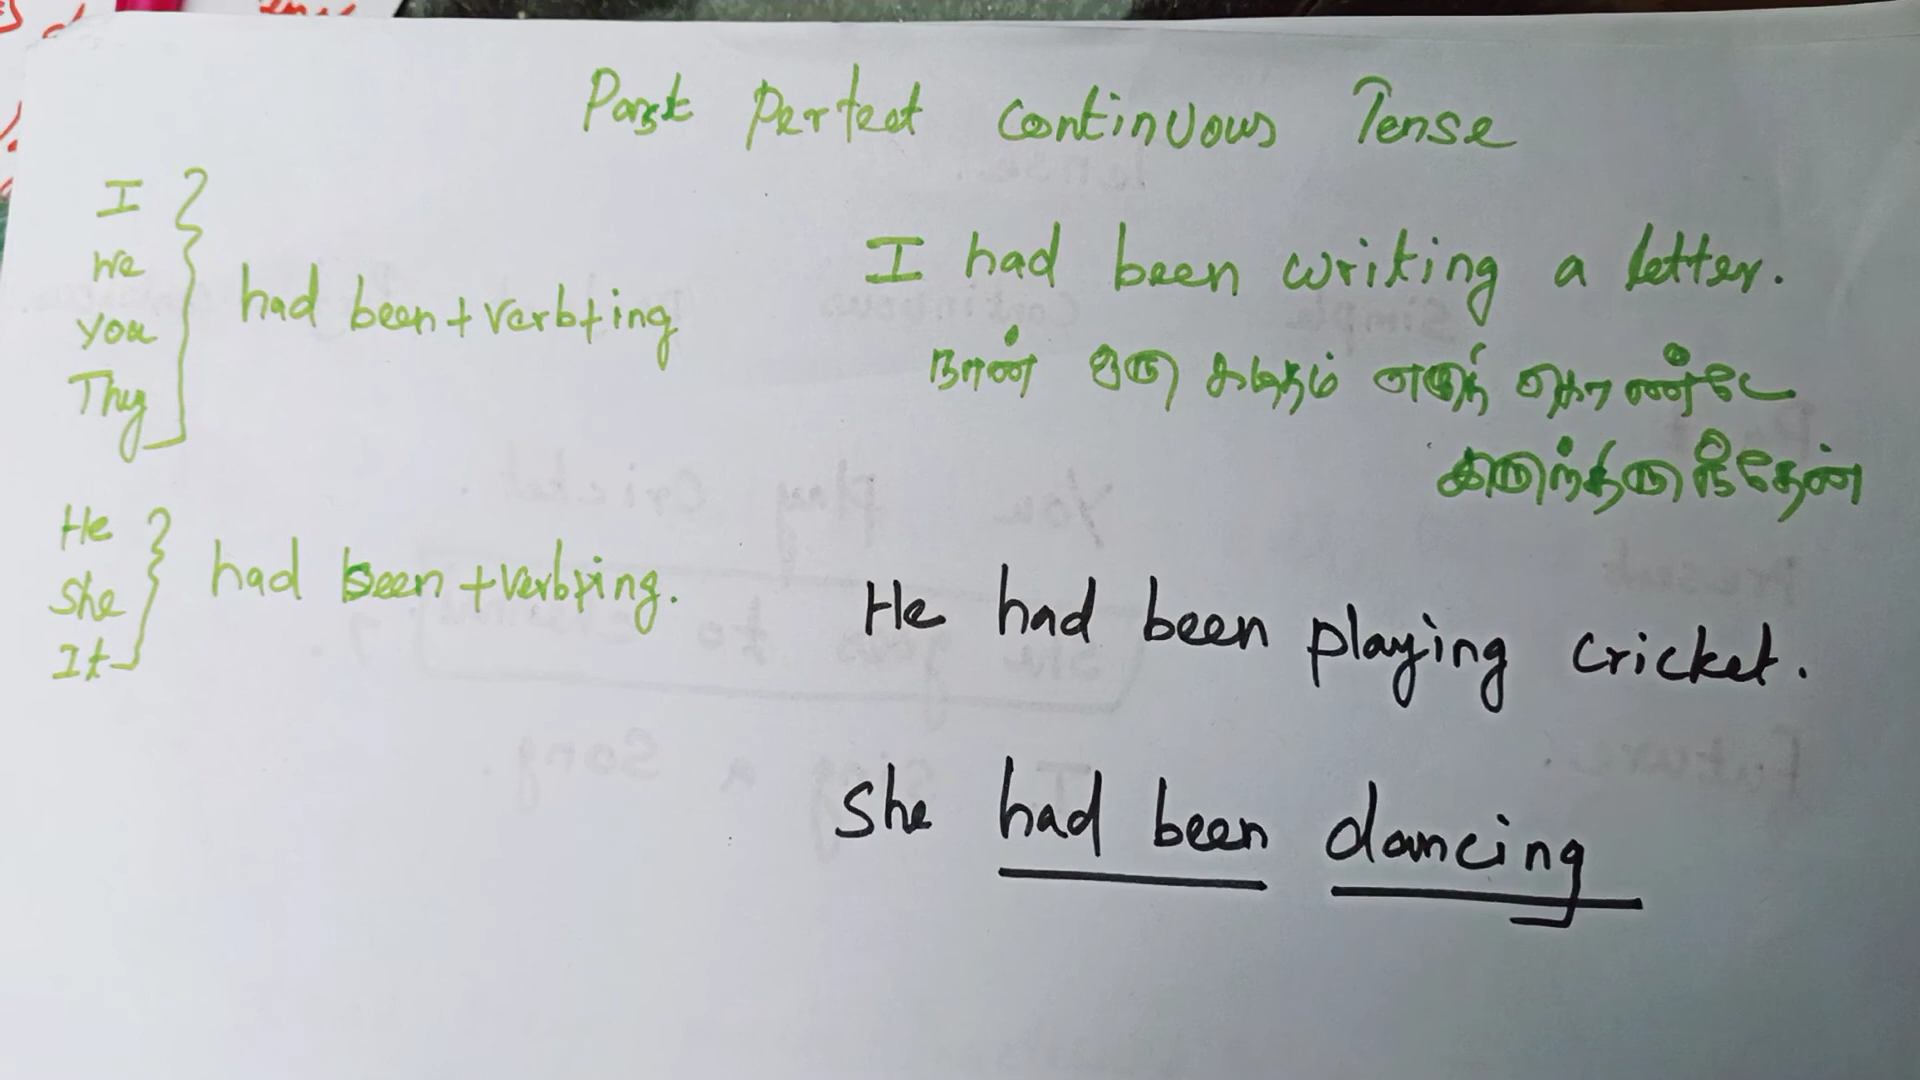 Past Perfect continuous Tense
I
we
you
They
had been + verb+ing
I had been writing a letter.
நான் ஒரு கடிதம் எழுதி கொண்டே
இருந்திருந்தேன்
He
She
It
had been + verb+ing.
He had been playing cricket.
She had been dancing